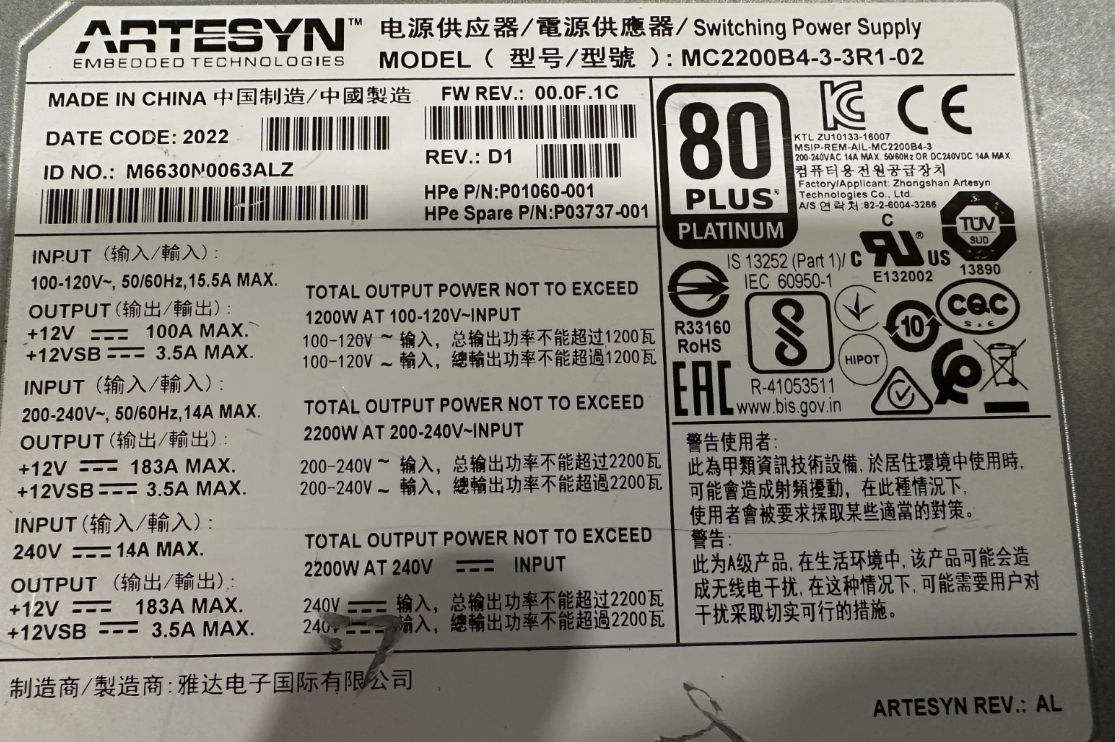 ARTESYN™
EMBEDDED TECHNOLOGIES
电源供应器/電源供應器/ Switching Power Supply
MODEL ( 型号/型號 ): MC2200B4-3-3R1-02
MADE IN CHINA 中国制造/中國製造
DATE CODE: 2022
ID NO.: M6630N0063ALZ
FW REV.: 00.0F.1C
REV.: D1
HPe P/N:P01060-001
HPe Spare P/N:P03737-001
80
PLUS®
PLATINUM
KTL ZU10133-16007
MSIP-REM-AIL-MC2200B4-3
200-240VAC 14A MAX. 50/60Hz OR DC240VDC 14A MAX.
컴퓨터용전원공급장치
Factory/Applicant: Zhongshan Artesyn
Technologies Co., Ltd.
A/S 연락처:82-2-6004-3266
TÜV
SUD
13890
IS 13252 (Part 1)/
IEC 60950-1
C
US
E132002
R33160
RoHS
R-41053511
www.bis.gov.in
HIPOT
10
CQC
S & E
EAC
INPUT (输入/輸入) :
100-120V~, 50/60Hz,15.5A MAX.
OUTPUT (输出/輸出) :
+12V ⎓ 100A MAX.
+12VSB ⎓ 3.5A MAX.
TOTAL OUTPUT POWER NOT TO EXCEED
1200W AT 100-120V~INPUT
100-120V ~ 输入，总输出功率不能超过1200瓦
100-120V ~ 輸入，總輸出功率不能超過1200瓦
INPUT (输入/輸入) :
200-240V~, 50/60Hz,14A MAX.
OUTPUT (输出/輸出) :
+12V ⎓ 183A MAX.
+12VSB ⎓ 3.5A MAX.
TOTAL OUTPUT POWER NOT TO EXCEED
2200W AT 200-240V~INPUT
200-240V ~ 输入，总输出功率不能超过2200瓦
200-240V ~ 輸入，總輸出功率不能超過2200瓦
INPUT (输入/輸入) :
240V ⎓ 14A MAX.
OUTPUT (输出/輸出) :
+12V ⎓ 183A MAX.
+12VSB ⎓ 3.5A MAX.
TOTAL OUTPUT POWER NOT TO EXCEED
2200W AT 240V ⎓ INPUT
240V ⎓ 输入，总输出功率不能超过2200瓦
240V ⎓ 輸入，總輸出功率不能超過2200瓦
警告使用者:
此為甲類資訊技術設備, 於居住環境中使用時,
可能會造成射頻擾動，在此種情況下,
使用者會被要求採取某些適當的對策。
警告:
此为A级产品, 在生活环境中, 该产品可能会造
成无线电干扰, 在这种情况下, 可能需要用户对
干扰采取切实可行的措施。
制造商/製造商: 雅达电子国际有限公司
ARTESYN REV.: AL